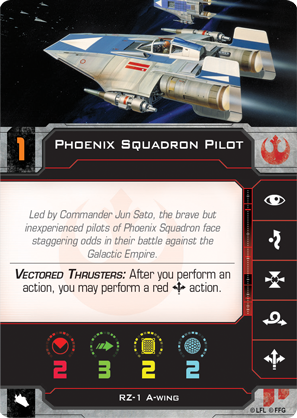 Phoenix Squadron Pilot
1
Led by Commander Jun Sato, the brave but
inexperienced pilots of Phoenix Squadron face
staggering odds in their battle against the
Galactic Empire.
Vectored Thrusters: After you perform an
action, you may perform a red action.
2 3 2 2
RZ-1 A-wing
© LFL © FFG